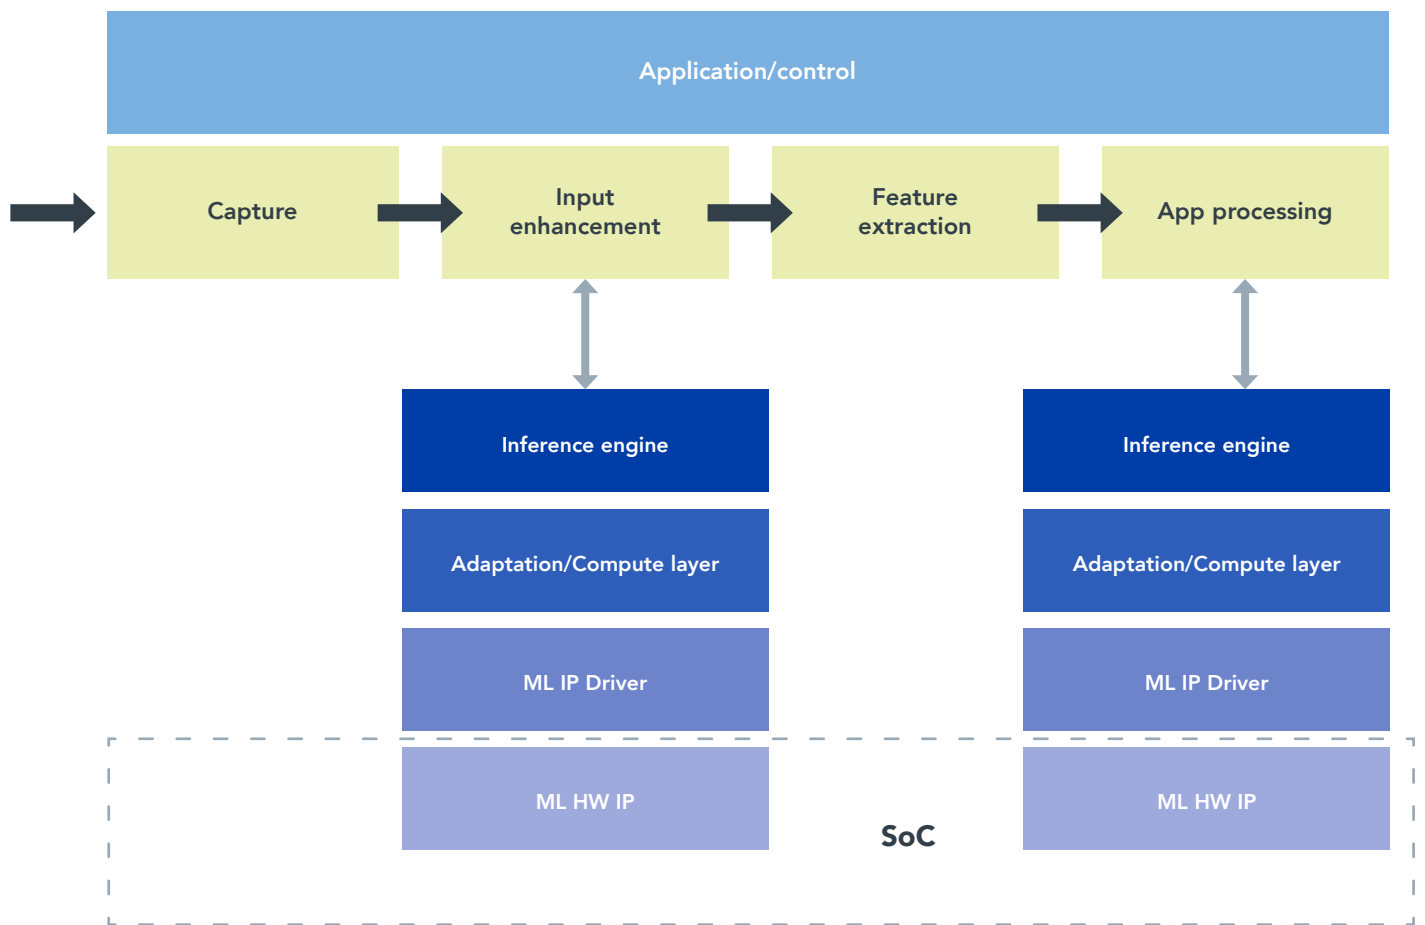 Application/control
Capture
Input
enhancement
Feature
extraction
App processing
Inference engine
Inference engine
Adaptation/Compute layer
Adaptation/Compute layer
ML IP Driver
ML IP Driver
ML HW IP
ML HW IP
SoC